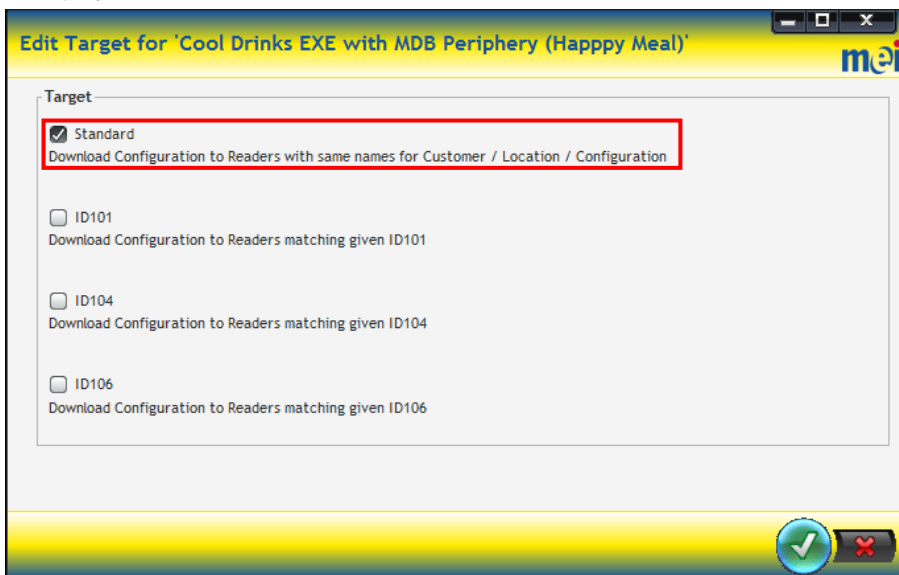 Edit Target for 'Cool Drinks EXE with MDB Periphery (Happpy Meal)'
mei
Target
Standard
Download Configuration to Readers with same names for Customer / Location / Configuration
ID101
Download Configuration to Readers matching given ID101
ID104
Download Configuration to Readers matching given ID104
ID106
Download Configuration to Readers matching given ID106